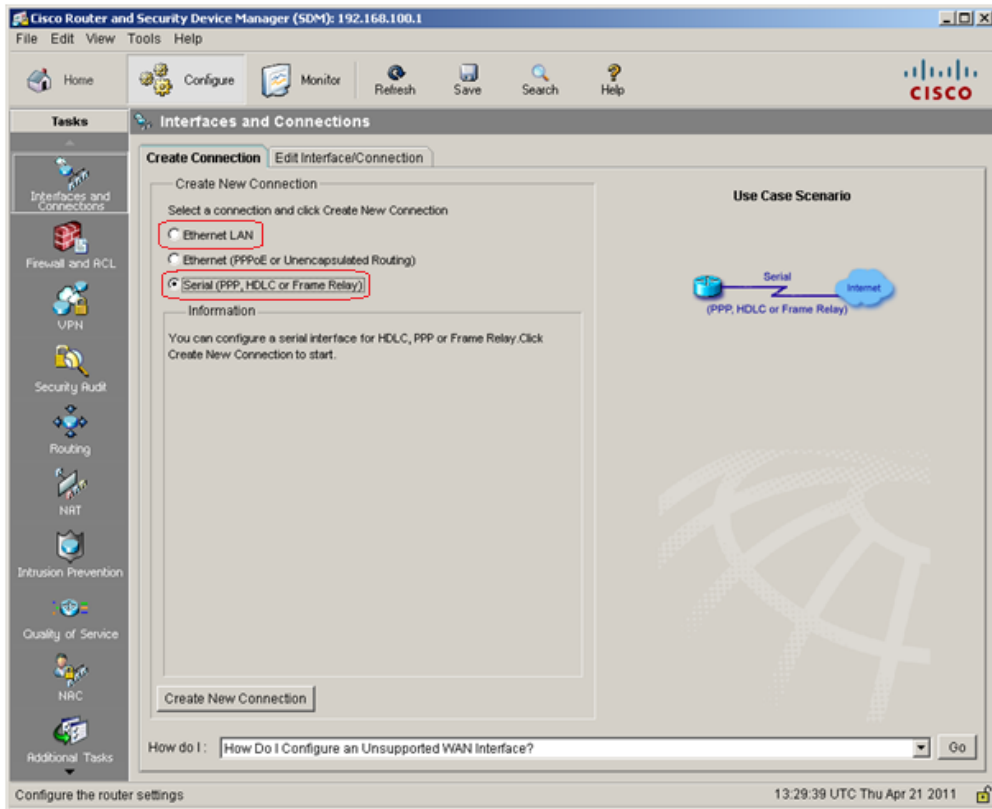 Cisco Router and Security Device Manager (SDM): 192.168.100.1
File Edit View Tools Help
Home
Configure
Monitor
Refresh
Save
Search
Help
CISCO
Tasks
Interfaces and Connections
Interfaces and
Connections
Firewall and ACL
VPN
Security Audit
Routing
NAT
Intrusion Prevention
Quality of Service
NAC
Additional Tasks
Create Connection
Edit Interface/Connection
Create New Connection
Select a connection and click Create New Connection
Ethernet LAN
Ethernet (PPPoE or Unencapsulated Routing)
Serial (PPP, HDLC or Frame Relay)
Information
You can configure a serial interface for HDLC, PPP or Frame Relay.Click
Create New Connection to start.
Use Case Scenario
Serial
Internet
(PPP, HDLC or Frame Relay)
Create New Connection
How do I :
How Do I Configure an Unsupported WAN Interface?
Go
Configure the router settings
13:29:39 UTC Thu Apr 21 2011